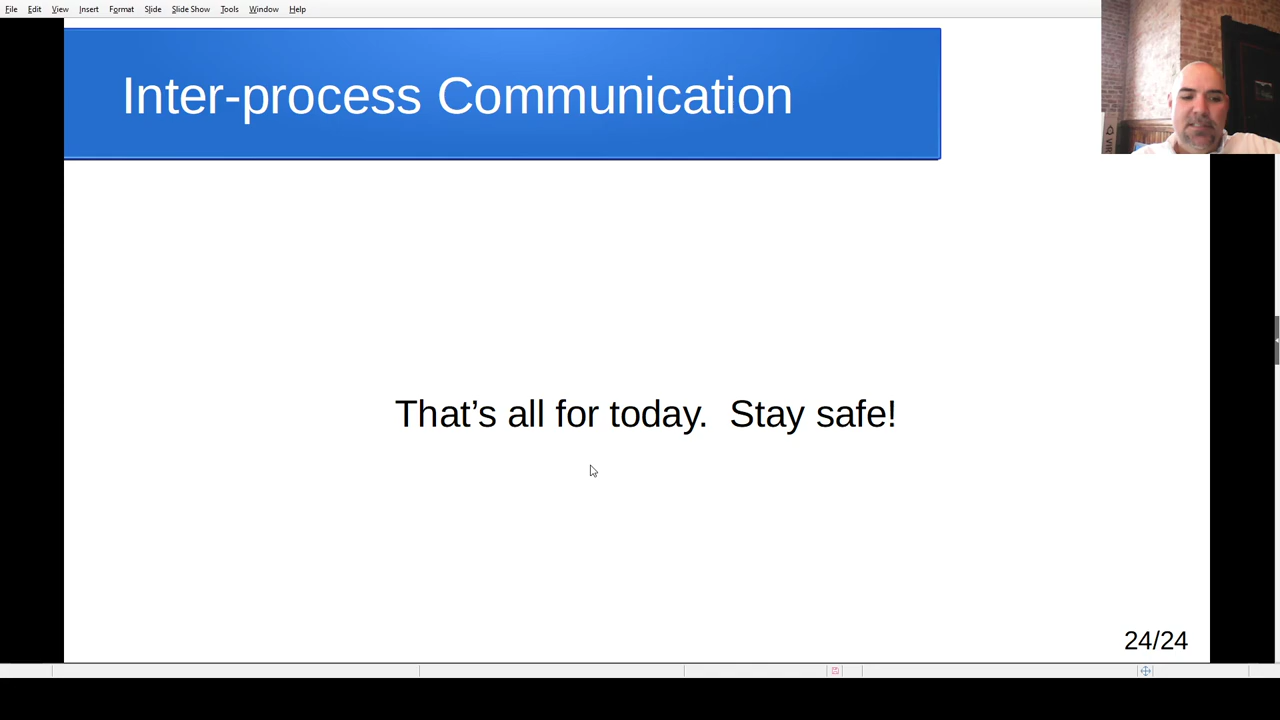 File Edit View Insert Format Slide Slide Show Tools Window Help
Inter-process Communication
That’s all for today.  Stay safe!
24/24